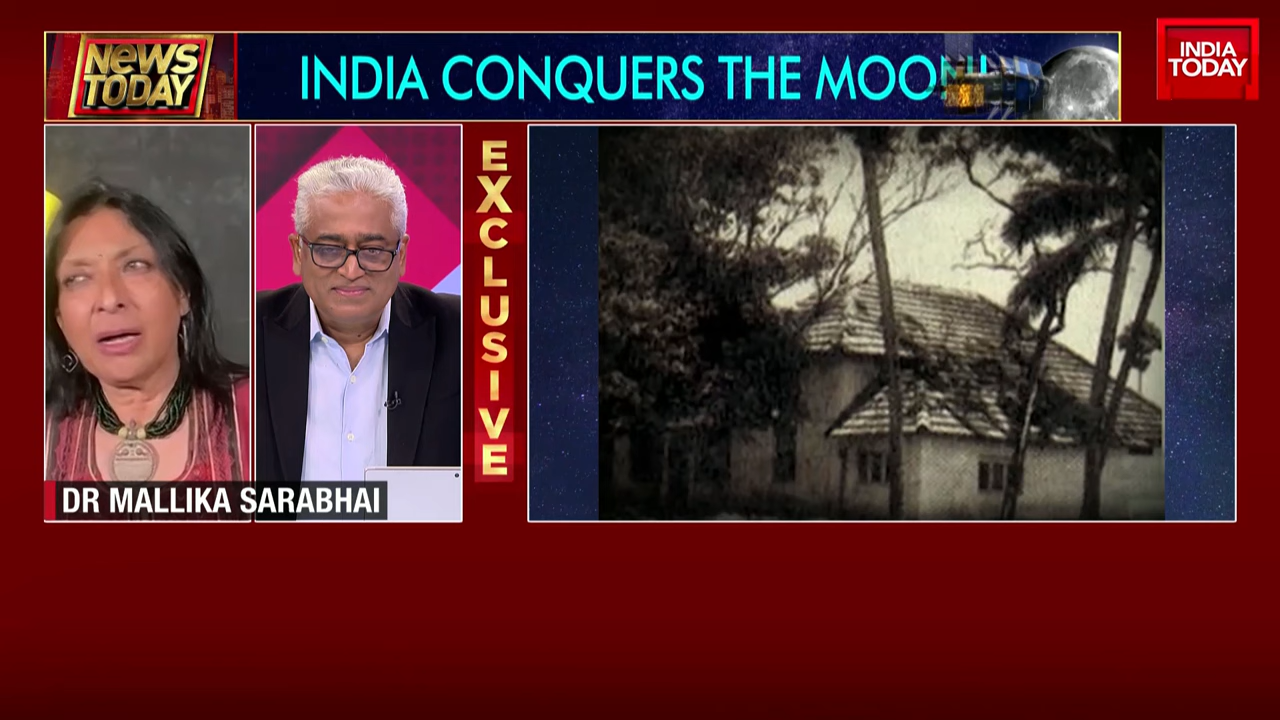 NEWS
TODAY
INDIA CONQUERS THE MOON!
INDIA
TODAY
EXCLUSIVE
DR MALLIKA SARABHAI